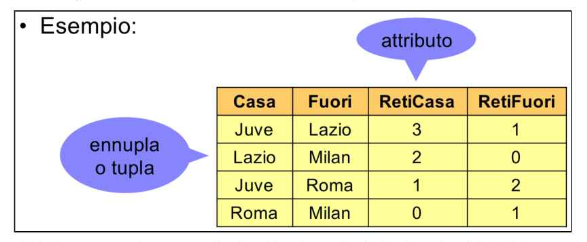 • Esempio:
attributo
Casa Fuori RetiCasa RetiFuori
Juve Lazio 3 1
ennupla
o tupla
Lazio Milan 2 0
Juve Roma 1 2
Roma Milan 0 1